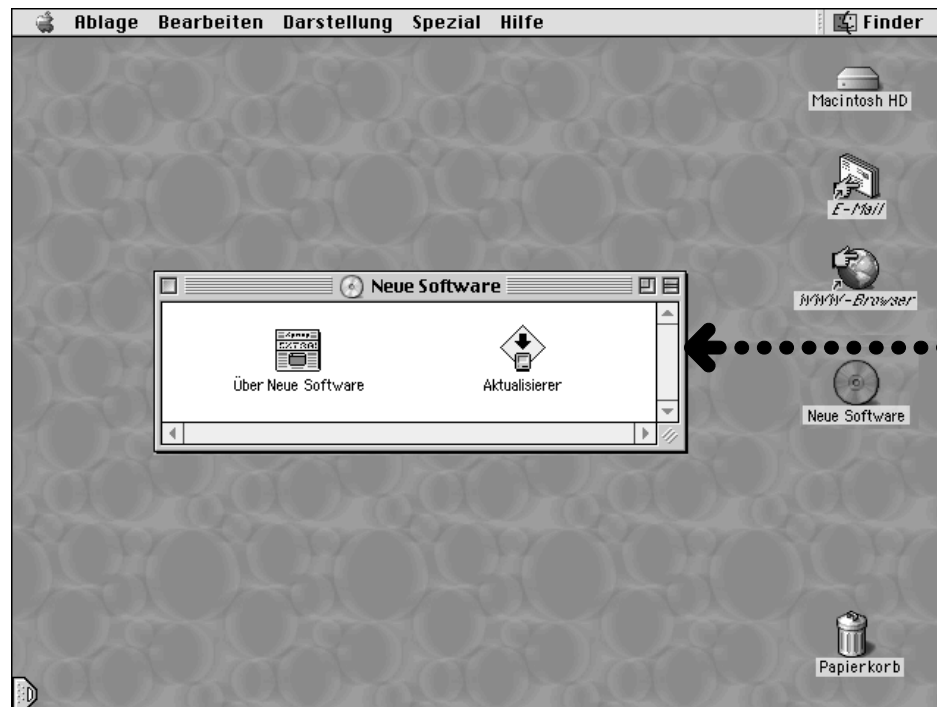 Ablage Bearbeiten Darstellung Spezial Hilfe Finder
Macintosh HD
E-Mail
WWW-Browser
Neue Software
Über Neue Software Aktualisierer
Neue Software
Papierkorb